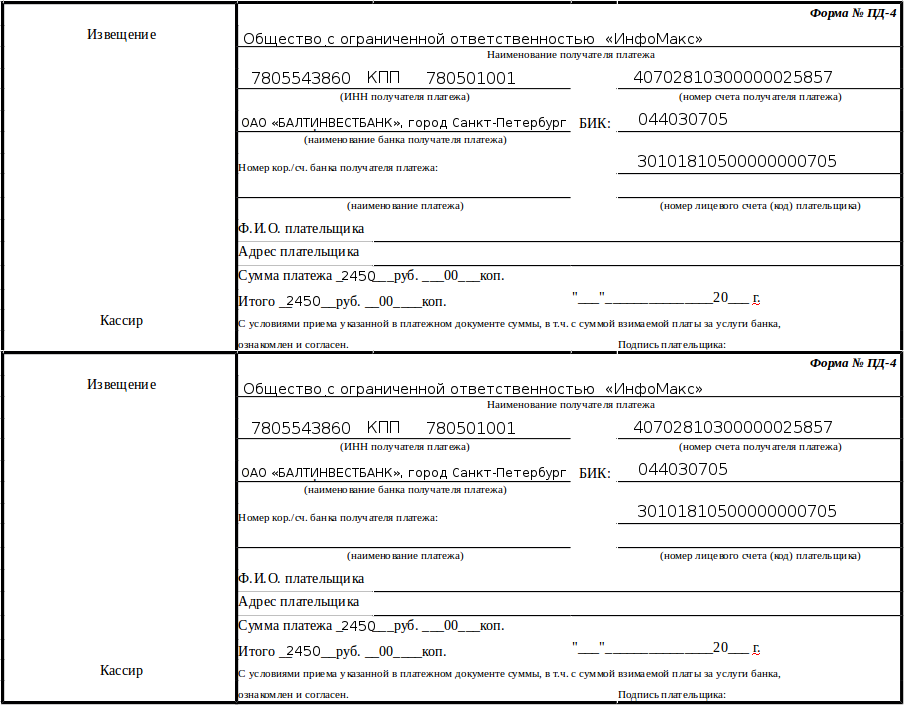 Форма № ПД-4
Извещение
Общество с ограниченной ответственностью «ИнфоМакс»
Наименование получателя платежа
7805543860 КПП 780501001 40702810300000025857
(ИНН получателя платежа) (номер счета получателя платежа)
ОАО «БАЛТИНВЕСТБАНК», город Санкт-Петербург БИК: 044030705
(наименование банка получателя платежа)
Номер кор./сч. банка получателя платежа: 30101810500000000705
(наименование платежа) (номер лицевого счета (код) плательщика)
Ф.И.О. плательщика
Адрес плательщика
Сумма платежа _2450___руб. ___00___коп.
Итого __2450__руб. __00____коп. "___"_______________20___ г.
С условиями приема указанной в платежном документе суммы, в т.ч. с суммой взимаемой платы за услуги банка,
Кассир
ознакомлен и согласен. Подпись плательщика:
Форма № ПД-4
Извещение
Общество с ограниченной ответственностью «ИнфоМакс»
Наименование получателя платежа
7805543860 КПП 780501001 40702810300000025857
(ИНН получателя платежа) (номер счета получателя платежа)
ОАО «БАЛТИНВЕСТБАНК», город Санкт-Петербург БИК: 044030705
(наименование банка получателя платежа)
Номер кор./сч. банка получателя платежа: 30101810500000000705
(наименование платежа) (номер лицевого счета (код) плательщика)
Ф.И.О. плательщика
Адрес плательщика
Сумма платежа _2450___руб. ___00___коп.
Итого __2450__руб. __00____коп. "___"_______________20___ г.
С условиями приема указанной в платежном документе суммы, в т.ч. с суммой взимаемой платы за услуги банка,
Кассир
ознакомлен и согласен. Подпись плательщика: